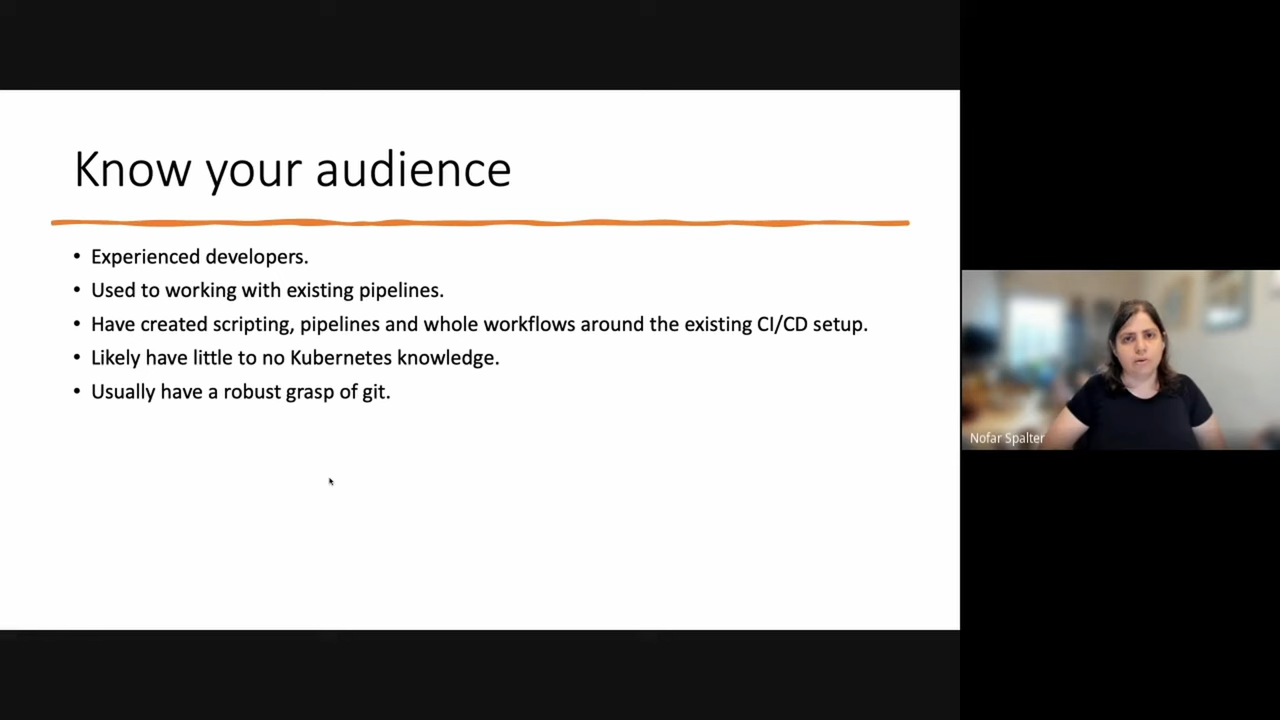 Know your audience
• Experienced developers.
• Used to working with existing pipelines.
• Have created scripting, pipelines and whole workflows around the existing CI/CD setup.
• Likely have little to no Kubernetes knowledge.
• Usually have a robust grasp of git.
Nofar Spalter